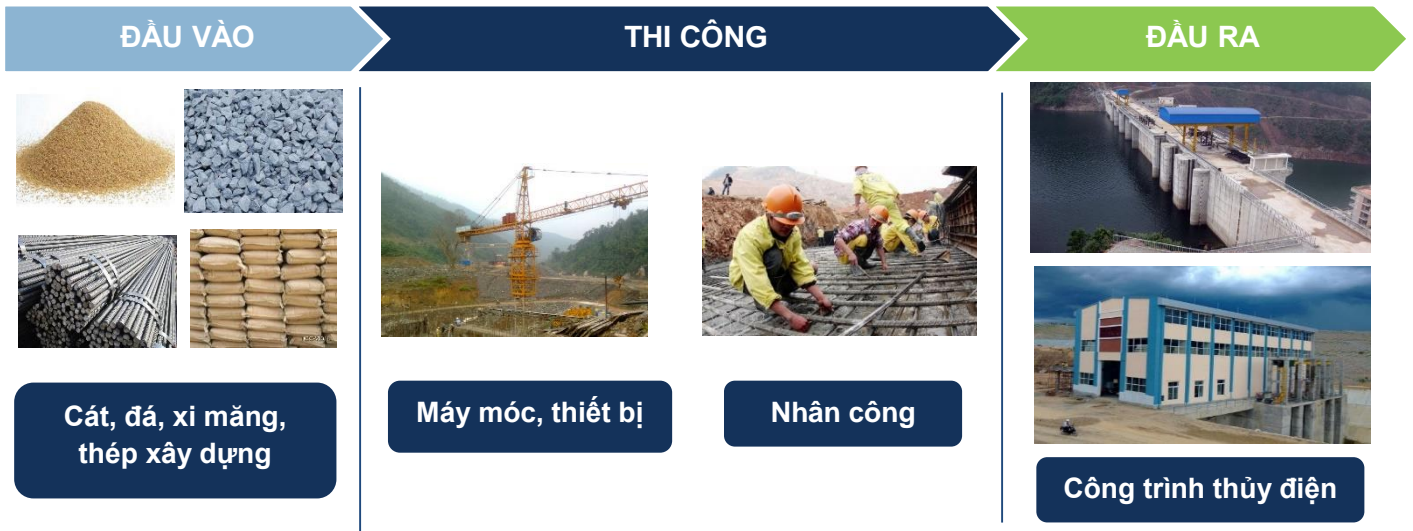 ĐẦU VÀO
THI CÔNG
ĐẦU RA
Cát, đá, xi măng,
thép xây dựng
Máy móc, thiết bị
Nhân công
Công trình thủy điện